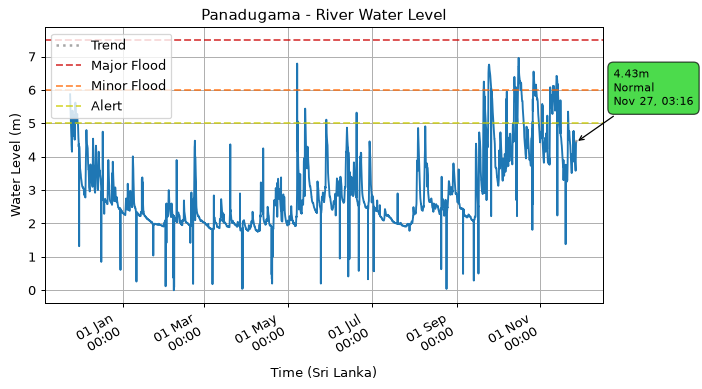 Panadugama - River Water Level
Water Level (m)
7
6
5
4
3
2
1
0
Trend
Major Flood
Minor Flood
Alert
4.43m
Normal
Nov 27, 03:16
01 Jan
00:00
01 Mar
00:00
01 May
00:00
01 Jul
00:00
01 Sep
00:00
01 Nov
00:00
Time (Sri Lanka)